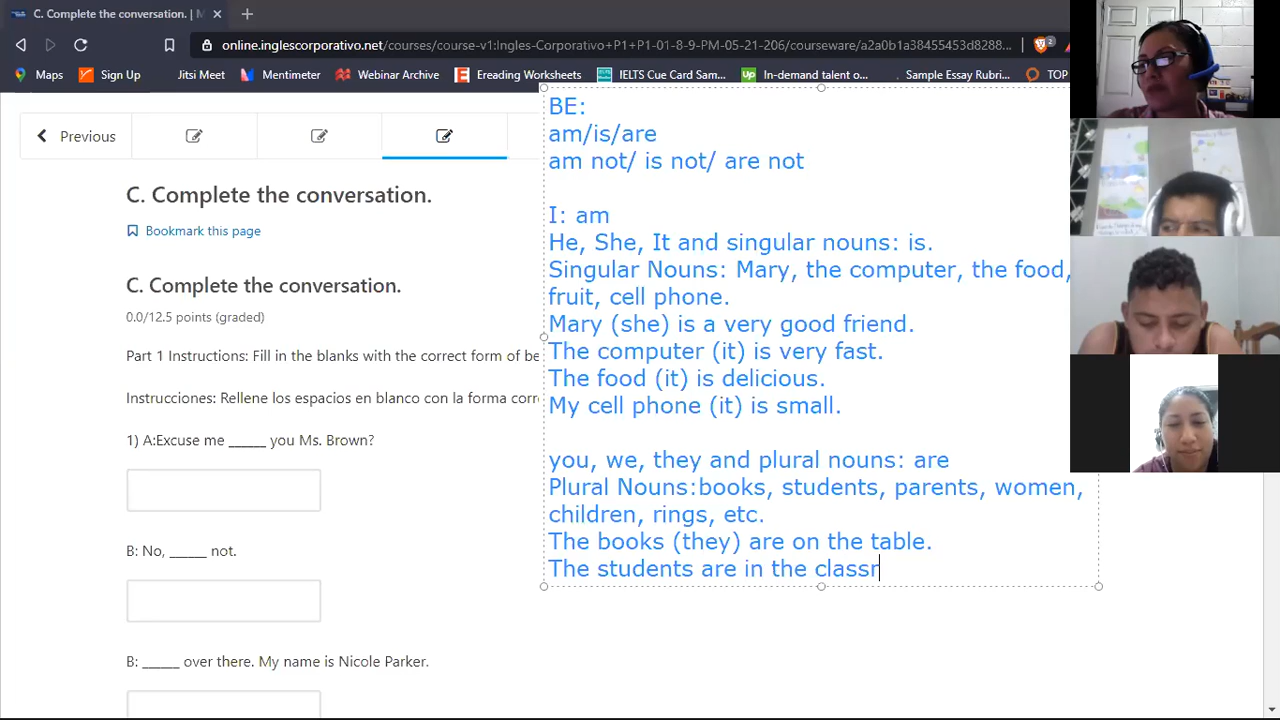 C. Complete the conversation. | M
online.inglescorporativo.net/courses/course-v1:Ingles-Corporativo+P1+P1-01-8-9-PM-05-21-206/courseware/a2a0b1a38455453d8288...
2
Maps
Sign Up
Jitsi Meet
Mentimeter
Webinar Archive
Ereading Worksheets
IELTS Cue Card Sam...
In-demand talent o...
Sample Essay Rubri...
TOP
Previous
C. Complete the conversation.
Bookmark this page
C. Complete the conversation.
0.0/12.5 points (graded)
Part 1 Instructions: Fill in the blanks with the correct form of be
Instrucciones: Rellene los espacios en blanco con la forma corr
1) A:Excuse me ______ you Ms. Brown?
B: No, ______ not.
B: ______ over there. My name is Nicole Parker.
BE:
am/is/are
am not/ is not/ are not
I: am
He, She, It and singular nouns: is.
Singular Nouns: Mary, the computer, the food,
fruit, cell phone.
Mary (she) is a very good friend.
The computer (it) is very fast.
The food (it) is delicious.
My cell phone (it) is small.
you, we, they and plural nouns: are
Plural Nouns:books, students, parents, women,
children, rings, etc.
The books (they) are on the table.
The students are in the classr